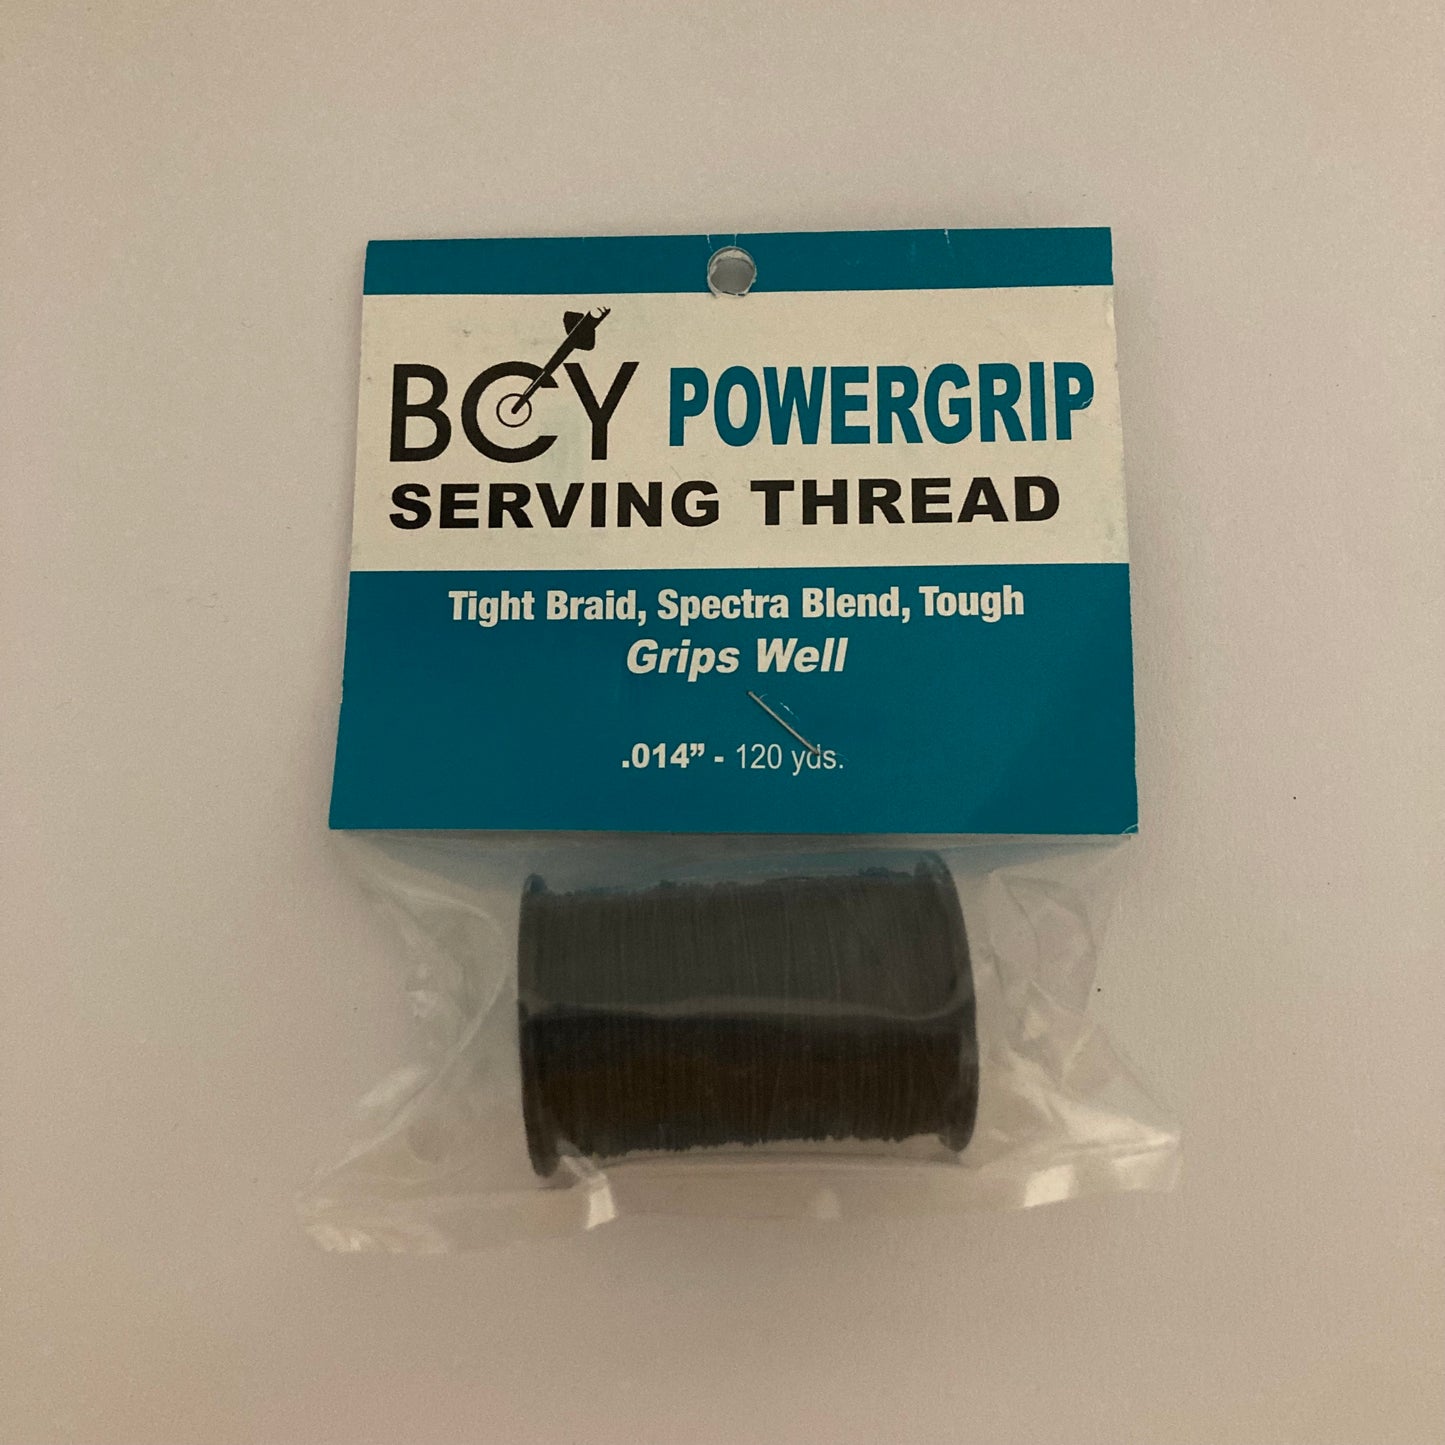 BCY POWERGRIP
SERVING THREAD
Tight Braid, Spectra Blend, Tough
Grips Well
.014” - 120 yds.